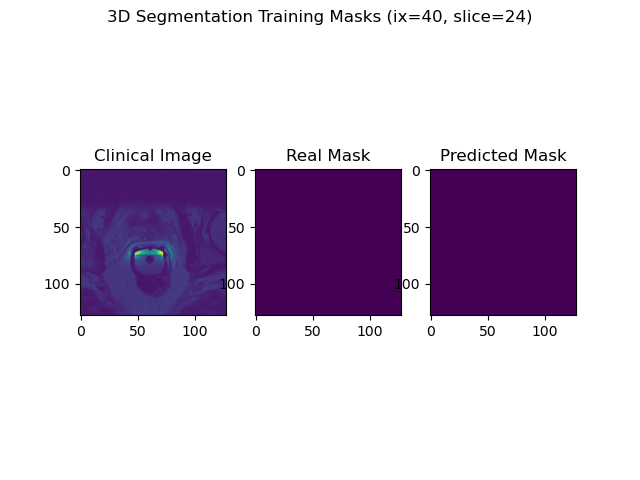 3D Segmentation Training Masks (ix=40, slice=24)
Clinical Image Real Mask Predicted Mask
0 0 0
50 50 50
100 100 100
0 50 100 0 50 100 0 50 100